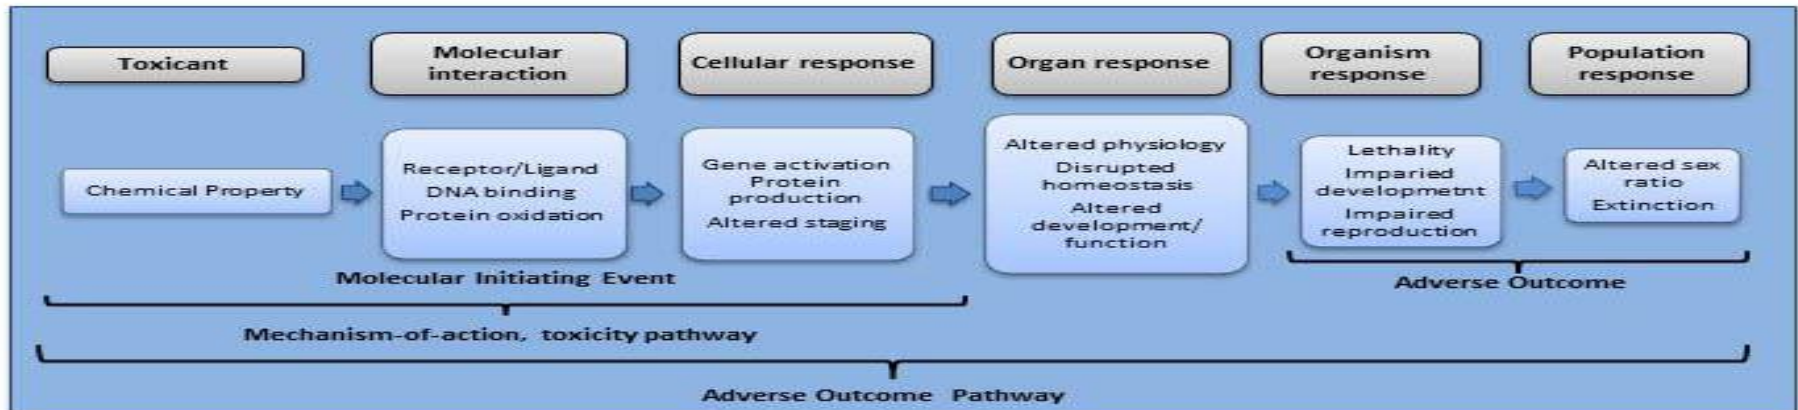 Toxicant
Molecular
interaction
Cellular response
Organ response
Organism
response
Population
response
Chemical Property
Receptor/Ligand
DNA binding
Protein oxidation
Gene activation
Protein
production
Altered staging
Altered physiology
Disrupted
homeostasis
Altered
development/
function
Lethality
Imparied
developmetnt
Impaired
reproduction
Altered sex
ratio
Extinction
Molecular Initiating Event
Adverse Outcome
Mechanism-of-action, toxicity pathway
Adverse Outcome Pathway